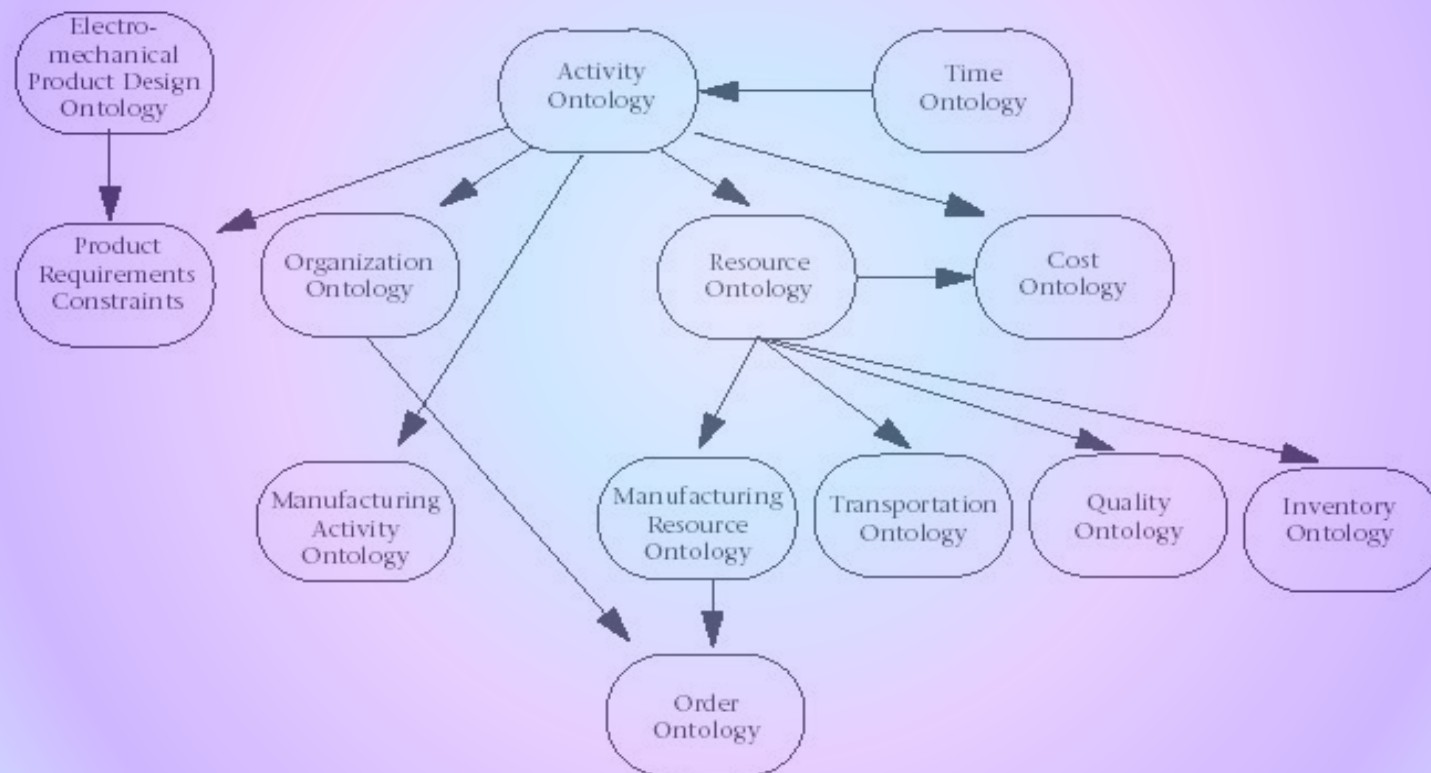 Electro-
mechanical
Product Design
Ontology
Activity
Ontology
Time
Ontology
Product
Requirements
Constraints
Organization
Ontology
Resource
Ontology
Cost
Ontology
Manufacturing
Activity
Ontology
Manufacturing
Resource
Ontology
Transportation
Ontology
Quality
Ontology
Inventory
Ontology
Order
Ontology